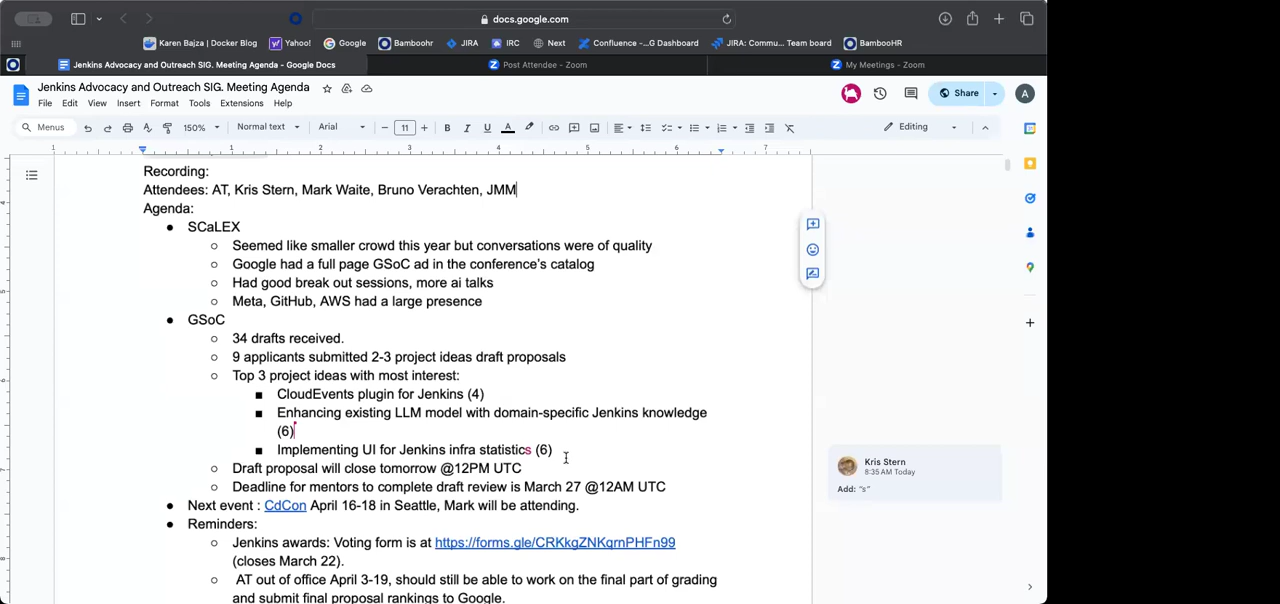 docs.google.com
Karen Bajza | Docker Blog
Yahoo!
Google
Bamboohr
JIRA
IRC
Next
Confluence ...G Dashboard
JIRA: Commu... Team board
BambooHR
Jenkins Advocacy and Outreach SIG. Meeting Agenda - Google Docs
Post Attendee - Zoom
My Meetings - Zoom
Jenkins Advocacy and Outreach SIG. Meeting Agenda
File Edit View Insert Format Tools Extensions Help
Share
A
Menus
150%
Normal text
Arial
11
B I U A
Editing
1 1 2 3 4 5 6 7
Recording:
Attendees: AT, Kris Stern, Mark Waite, Bruno Verachten, JMM
Agenda:
SCaLEX
Seemed like smaller crowd this year but conversations were of quality
Google had a full page GSoC ad in the conference's catalog
Had good break out sessions, more ai talks
Meta, GitHub, AWS had a large presence
GSoC
34 drafts received.
9 applicants submitted 2-3 project ideas draft proposals
Top 3 project ideas with most interest:
CloudEvents plugin for Jenkins (4)
Enhancing existing LLM model with domain-specific Jenkins knowledge
(6)
Implementing UI for Jenkins infra statistics (6)
Draft proposal will close tomorrow @12PM UTC
Deadline for mentors to complete draft review is March 27 @12AM UTC
Next event : CdCon April 16-18 in Seattle, Mark will be attending.
Reminders:
Jenkins awards: Voting form is at https://forms.gle/CRKkgZNKqrnPHFn99
(closes March 22).
AT out of office April 3-19, should still be able to work on the final part of grading
and submit final proposal rankings to Google.
Kris Stern
8:35 AM Today
Add: "s"